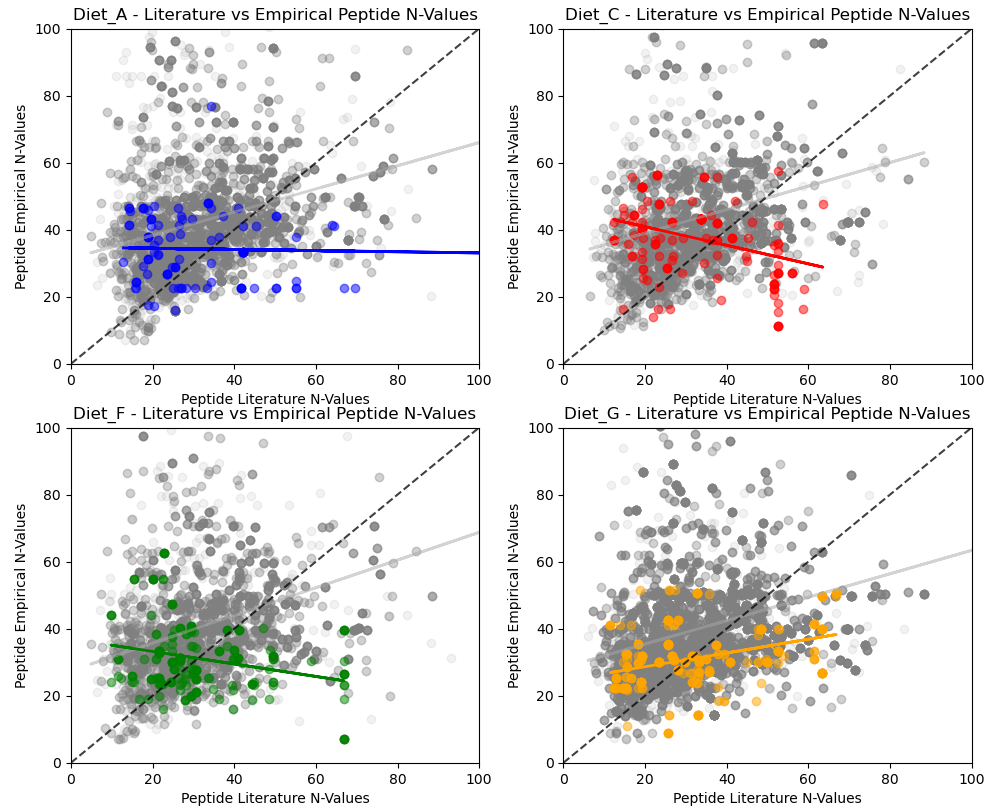 Diet_A - Literature vs Empirical Peptide N-Values
Diet_C - Literature vs Empirical Peptide N-Values
100
80
60
40
20
0
Peptide Empirical N-Values
0 20 40 60 80 100
Peptide Literature N-Values
100
80
60
40
20
0
Peptide Empirical N-Values
0 20 40 60 80 100
Peptide Literature N-Values
Diet_F - Literature vs Empirical Peptide N-Values
Diet_G - Literature vs Empirical Peptide N-Values
100
80
60
40
20
0
Peptide Empirical N-Values
0 20 40 60 80 100
Peptide Literature N-Values
100
80
60
40
20
0
Peptide Empirical N-Values
0 20 40 60 80 100
Peptide Literature N-Values